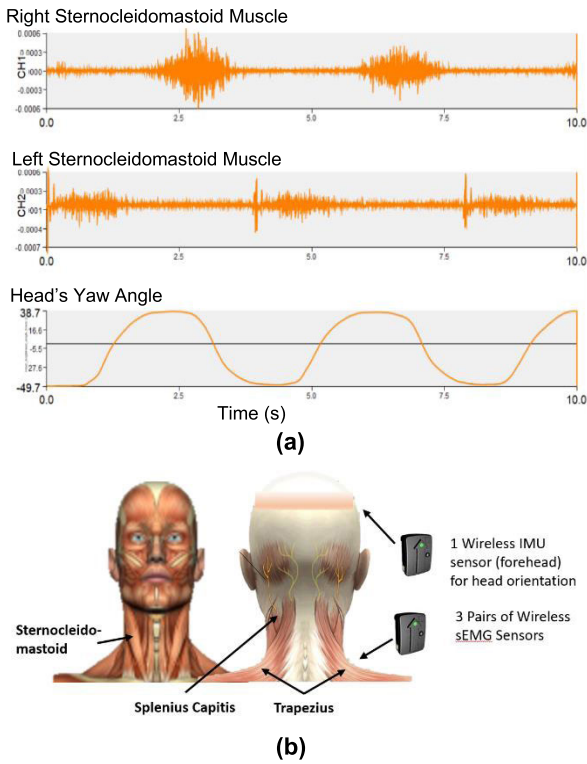 Right Sternocleidomastoid Muscle
0.0006
0.0003
-0.0003
-0.0006
CH1
0.0
2.5
5.0
7.5
10.0
Left Sternocleidomastoid Muscle
0.0006
0.0003
-.0001
-0.0004
-0.0007
CH2
0.0
2.5
5.0
7.5
10.0
Head's Yaw Angle
38.7
16.6
-5.5
27.6
-49.7
0.0
2.5
5.0
7.5
10.0
Time (s)
(a)
1 Wireless IMU
sensor (forehead)
for head orientation
3 Pairs of Wireless
sEMG Sensors
Sternocleido-
mastoid
Splenius Capitis
Trapezius
(b)